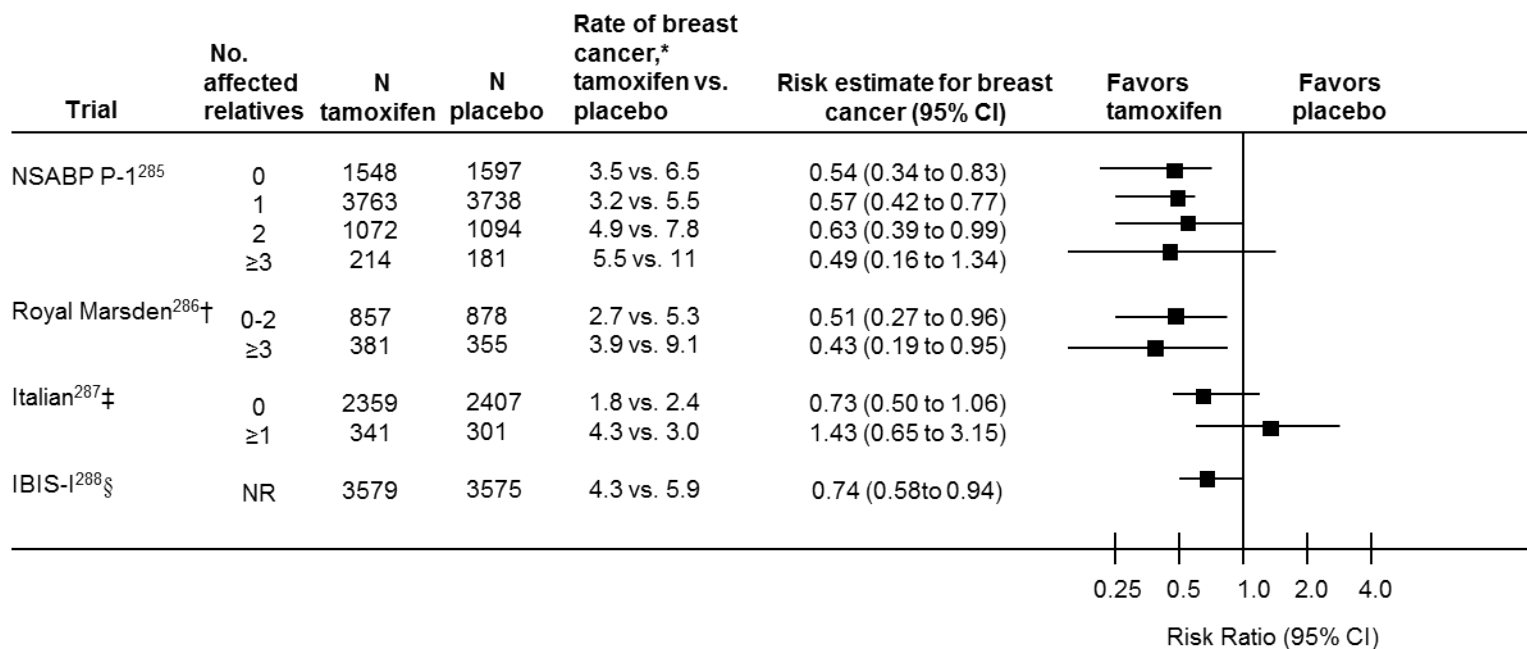 No. affected relatives
Rate of breast cancer,* tamoxifen vs. placebo
Trial
N tamoxifen
N placebo
Risk estimate for breast cancer (95% CI)
Favors tamoxifen
Favors placebo
NSABP P-1²⁸⁵ 0 1548 1597 3.5 vs. 6.5 0.54 (0.34 to 0.83)
1 3763 3738 3.2 vs. 5.5 0.57 (0.42 to 0.77)
2 1072 1094 4.9 vs. 7.8 0.63 (0.39 to 0.99)
≥3 214 181 5.5 vs. 11 0.49 (0.16 to 1.34)
Royal Marsden²⁸⁶† 0-2 857 878 2.7 vs. 5.3 0.51 (0.27 to 0.96)
≥3 381 355 3.9 vs. 9.1 0.43 (0.19 to 0.95)
Italian²⁸⁷‡ 0 2359 2407 1.8 vs. 2.4 0.73 (0.50 to 1.06)
≥1 341 301 4.3 vs. 3.0 1.43 (0.65 to 3.15)
IBIS-I²⁸⁸§ NR 3579 3575 4.3 vs. 5.9 0.74 (0.58to 0.94)
0.25 0.5 1.0 2.0 4.0
Risk Ratio (95% CI)